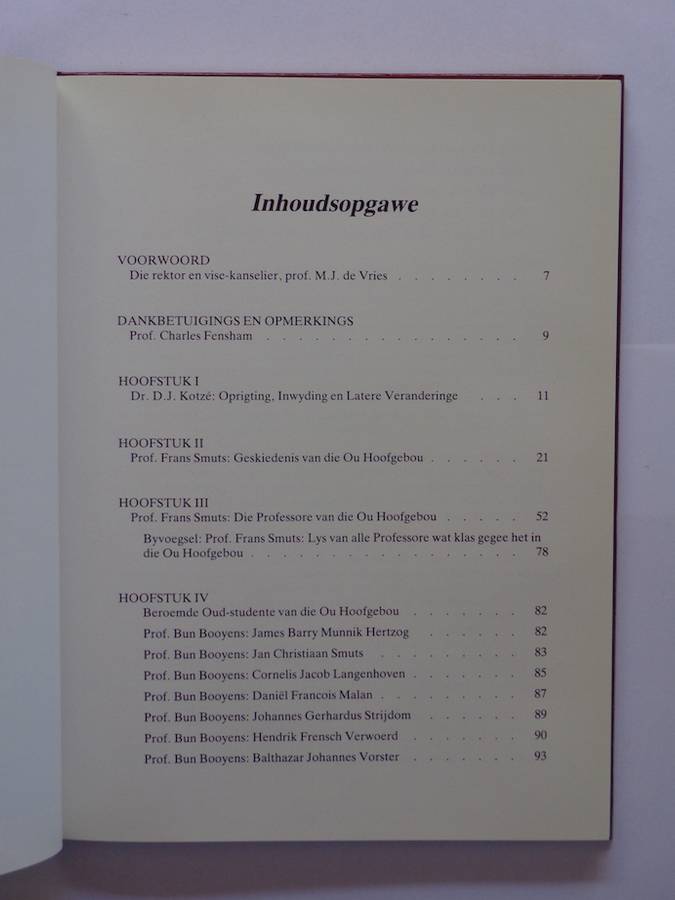 Inhoudsopgawe
VOORWOORD
Die rektor en vise-kanselier, prof. M.J. de Vries . . . . . . . 7
DANKBETUIGINGS EN OPMERKINGS
Prof. Charles Fensham . . . . . . . . . . . . . . . . 9
HOOFSTUK I
Dr. D.J. Kotzé: Oprigting, Inwyding en Latere Veranderinge . . . 11
HOOFSTUK II
Prof. Frans Smuts: Geskiedenis van die Ou Hoofgebou . . . . . . 21
HOOFSTUK III
Prof. Frans Smuts: Die Professore van die Ou Hoofgebou . . . . . 52
Byvoegsel: Prof. Frans Smuts: Lys van alle Professore wat klas gegee het in
die Ou Hoofgebou . . . . . . . . . . . . . . . . . 78
HOOFSTUK IV
Beroemde Oud-studente van die Ou Hoofgebou . . . . . . . 82
Prof. Bun Booyens: James Barry Munnik Hertzog . . . . . . 82
Prof. Bun Booyens: Jan Christiaan Smuts . . . . . . . . 83
Prof. Bun Booyens: Cornelis Jacob Langenhoven . . . . . . . 85
Prof. Bun Booyens: Daniël Francois Malan . . . . . . . . 87
Prof. Bun Booyens: Johannes Gerhardus Strijdom . . . . . . 89
Prof. Bun Booyens: Hendrik Frensch Verwoerd . . . . . . . 90
Prof. Bun Booyens: Balthazar Johannes Vorster . . . . . . . 93